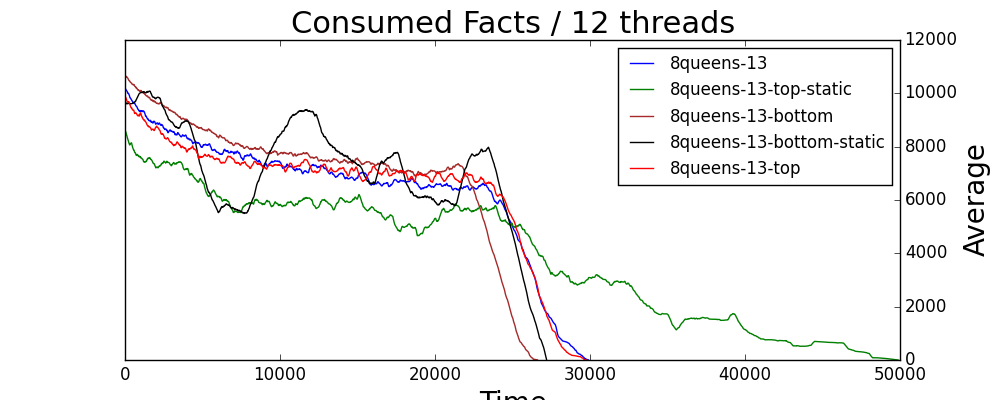 Consumed Facts / 12 threads
12000
10000
8000
6000
4000
2000
0
Average
8queens-13
8queens-13-top-static
8queens-13-bottom
8queens-13-bottom-static
8queens-13-top
0 10000 20000 30000 40000 50000
Time